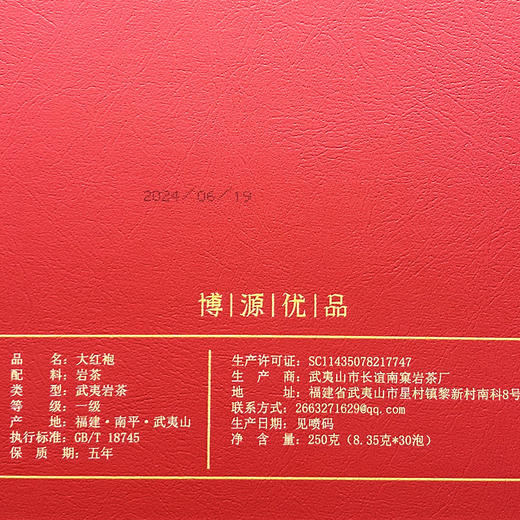 2024/06/19
博|源|优|品
品 名：大红袍
配 料：岩茶
类 型：武夷岩茶
等 级：一级
产 地：福建·南平·武夷山
执行标准：GB/T 18745
保 质 期：五年
生产许可证：SC11435078217747
生 产 商：武夷山市长谊南窠岩茶厂
地 址：福建省武夷山市星村镇黎新村南科8号
联系方式：2663271629@qq.com
生产日期：见喷码
净 含 量：250克（8.35克*30泡）